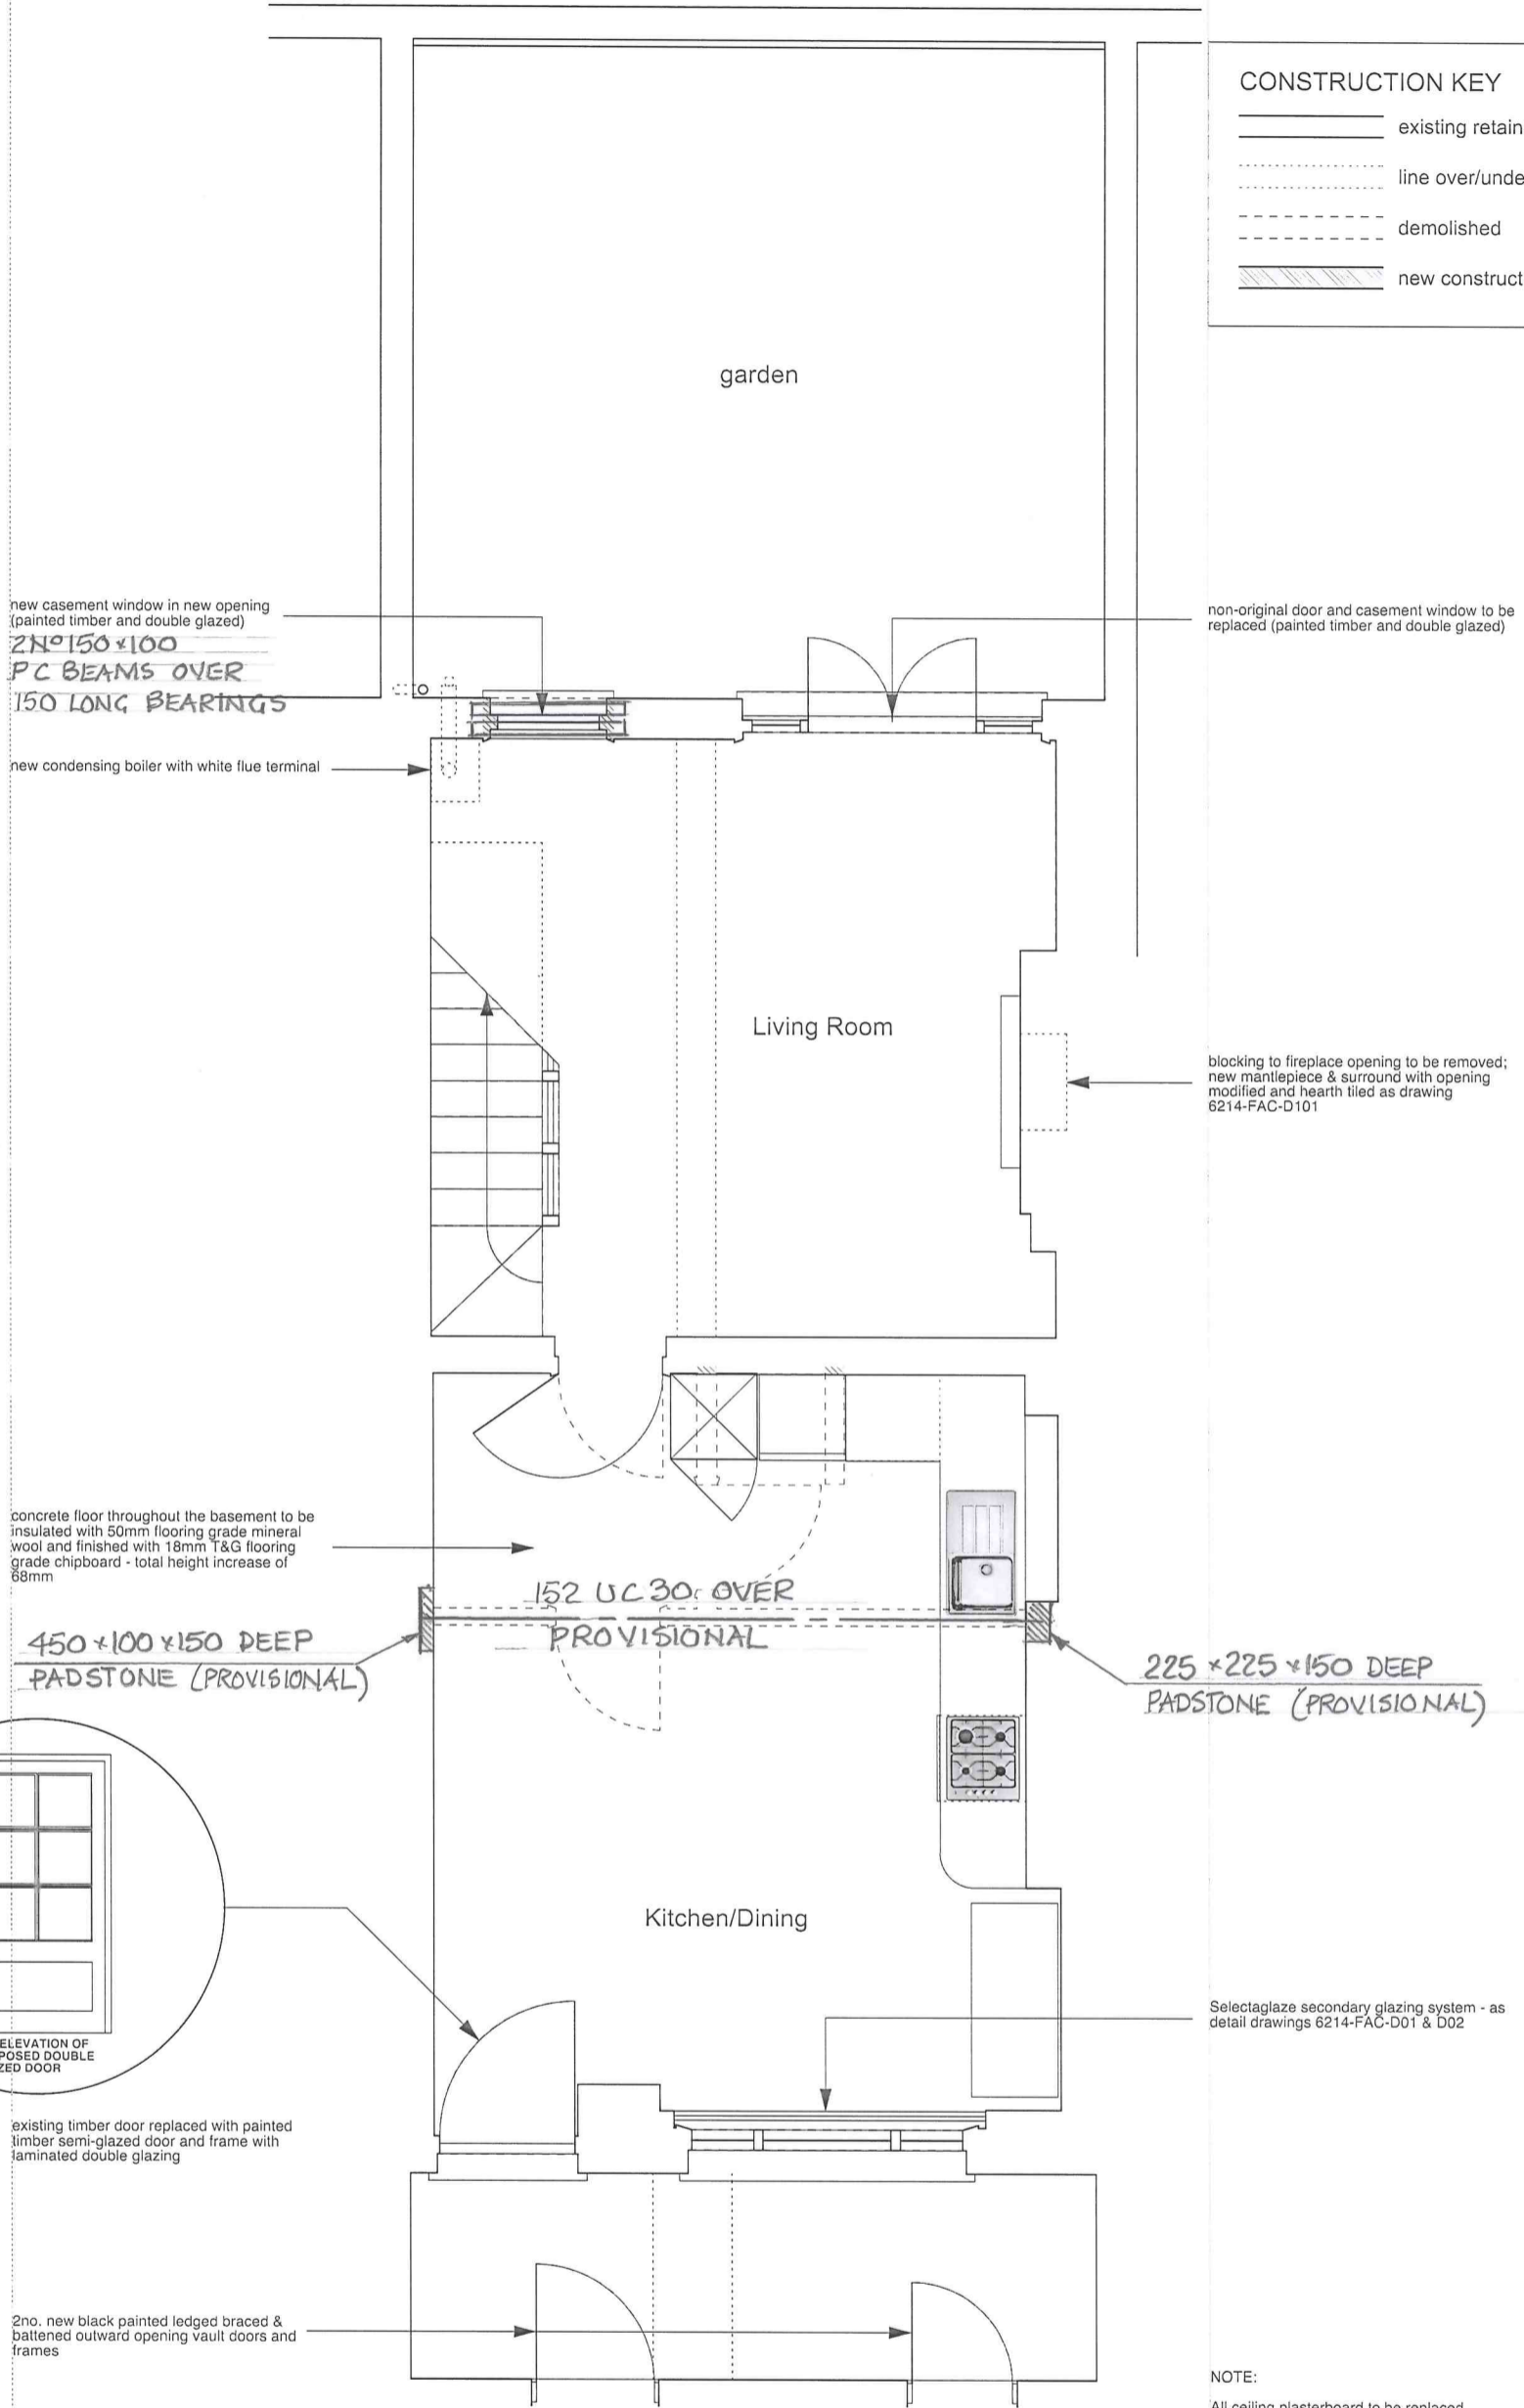 CONSTRUCTION KEY
existing retain
line over/unde
demolished
new construct
garden
new casement window in new opening
(painted timber and double glazed)
2Nº 150 x 100
PC BEAMS OVER
150 LONG BEARINGS
non-original door and casement window to be
replaced (painted timber and double glazed)
new condensing boiler with white flue terminal
Living Room
blocking to fireplace opening to be removed;
new mantlepiece & surround with opening
modified and hearth tiled as drawing
6214-FAC-D101
concrete floor throughout the basement to be
insulated with 50mm flooring grade mineral
wool and finished with 18mm T&G flooring
grade chipboard - total height increase of
68mm
152 UC 30 OVER
PROVISIONAL
450 x 100 x 150 DEEP
PADSTONE (PROVISIONAL)
225 x 225 x 150 DEEP
PADSTONE (PROVISIONAL)
Kitchen/Dining
ELEVATION OF
POSED DOUBLE
ZED DOOR
Selectaglaze secondary glazing system - as
detail drawings 6214-FAC-D01 & D02
existing timber door replaced with painted
timber semi-glazed door and frame with
laminated double glazing
2no. new black painted ledged braced &
battened outward opening vault doors and
frames
NOTE:
All ceiling plasterboard to be replaced